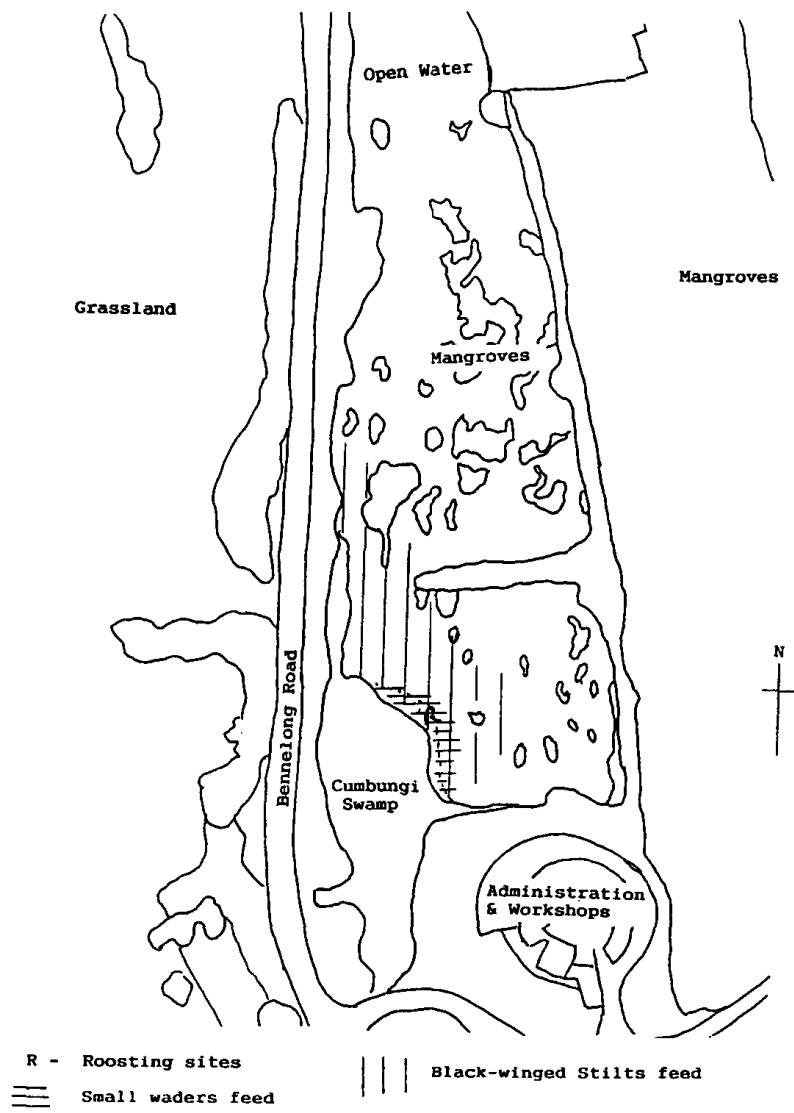 Open Water
Grassland
Mangroves
Mangroves
N
Bennelong Road
Cumbungi
Swamp
Administration
& Workshops
R - Roosting sites
Black-winged Stilts feed
Small waders feed